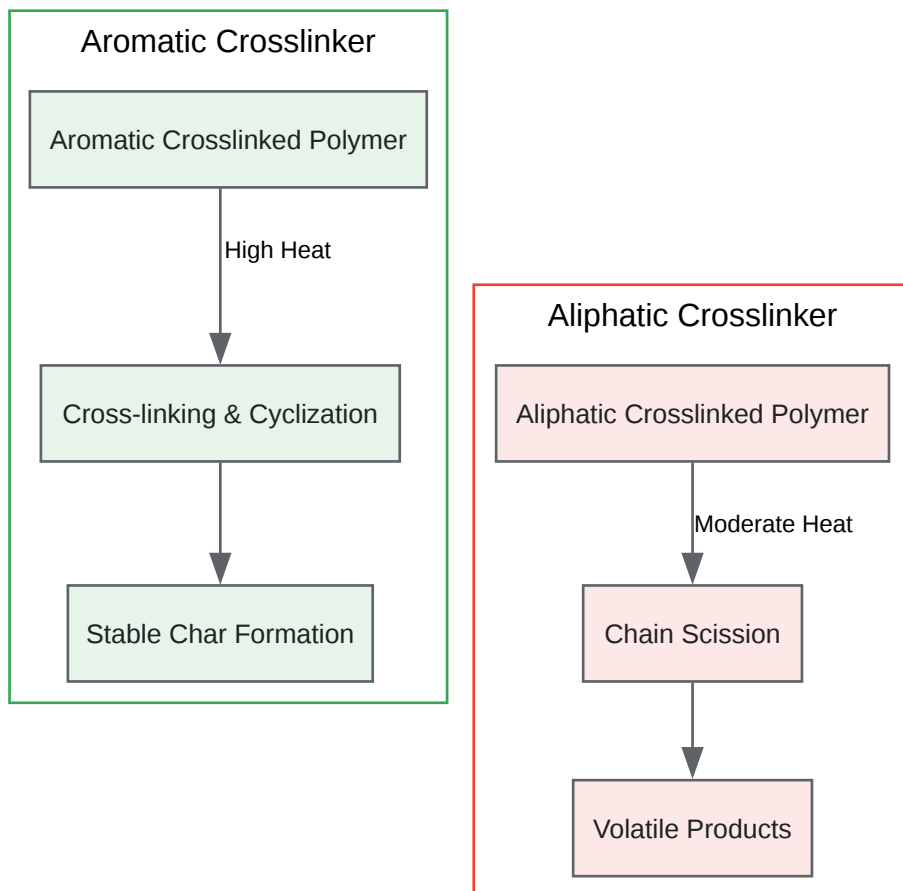 Aromatic Crosslinker
Aromatic Crosslinked Polymer
High Heat
Cross-linking & Cyclization
Stable Char Formation
Aliphatic Crosslinker
Aliphatic Crosslinked Polymer
Moderate Heat
Chain Scission
Volatile Products